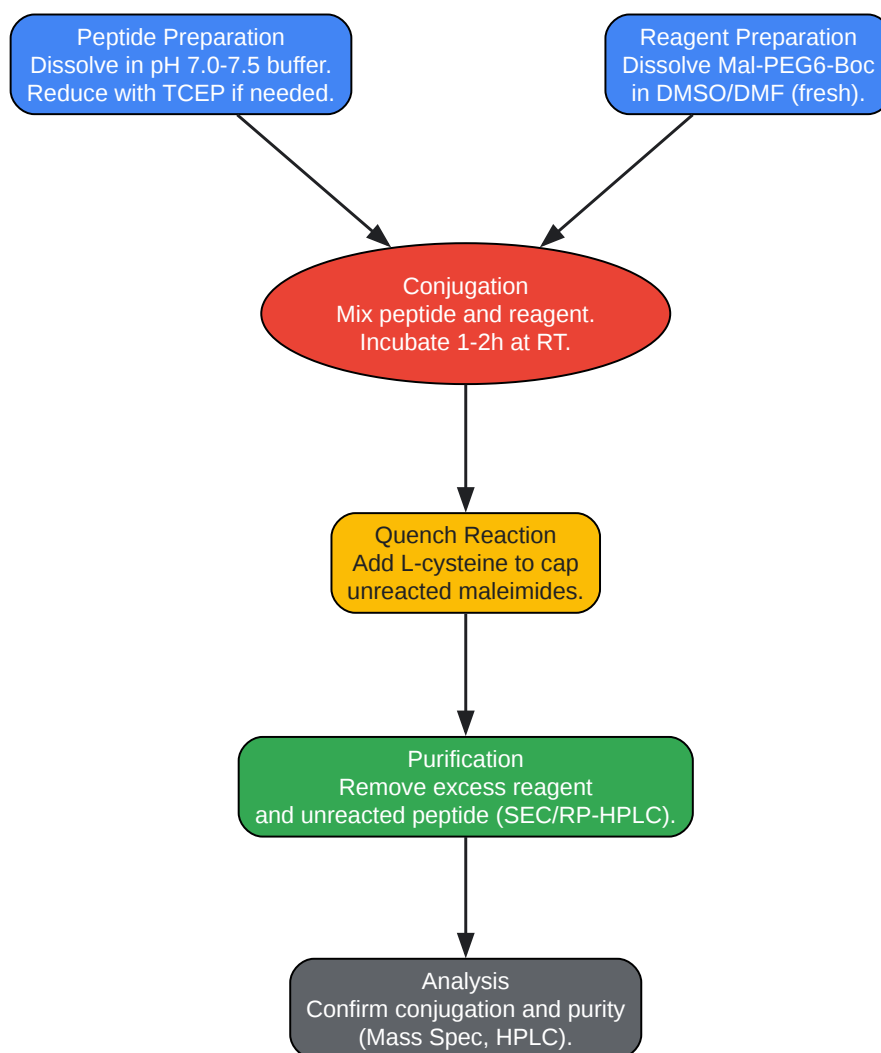 Peptide Preparation
Dissolve in pH 7.0-7.5 buffer.
Reduce with TCEP if needed.
Reagent Preparation
Dissolve Mal-PEG6-Boc
in DMSO/DMF (fresh).
Conjugation
Mix peptide and reagent.
Incubate 1-2h at RT.
Quench Reaction
Add L-cysteine to cap
unreacted maleimides.
Purification
Remove excess reagent
and unreacted peptide (SEC/RP-HPLC).
Analysis
Confirm conjugation and purity
(Mass Spec, HPLC).